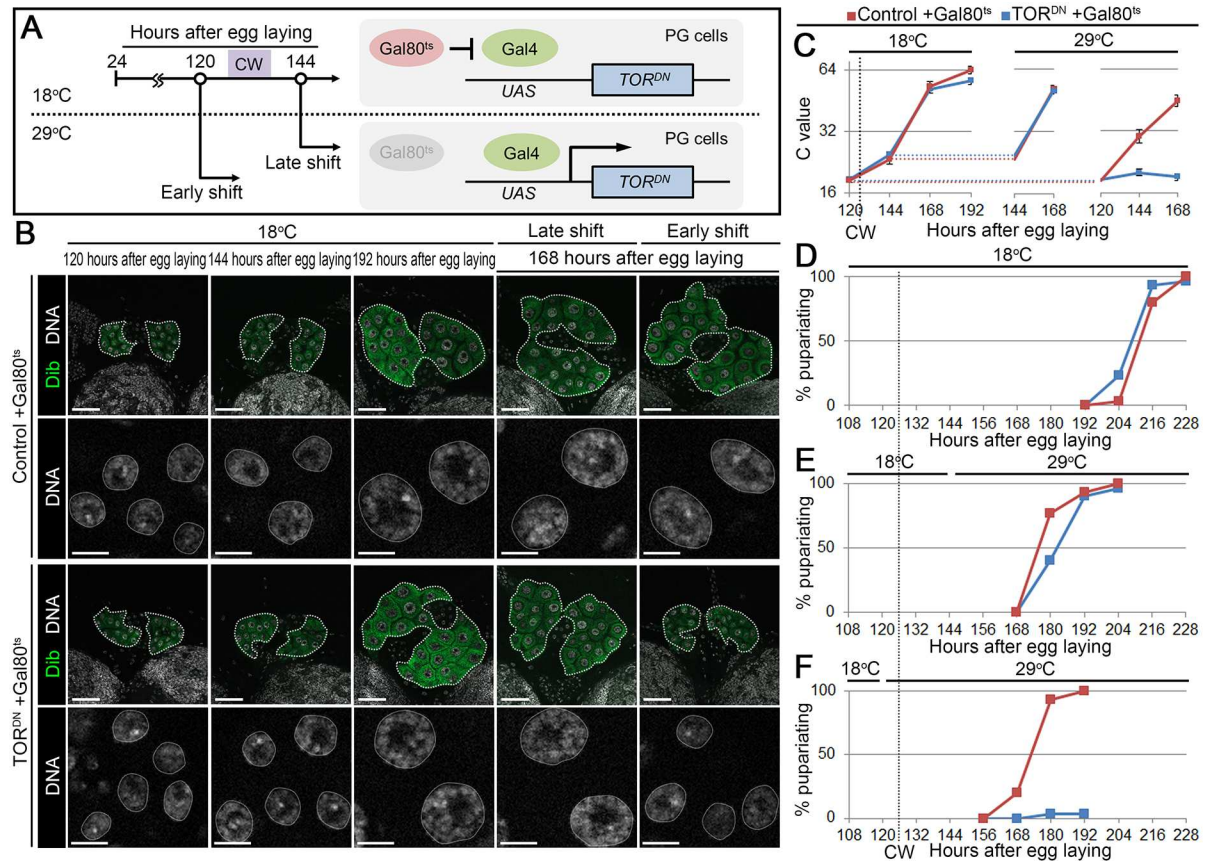 A
Hours after egg laying
24
120
CW
144
18°C
29°C
Late shift
Early shift
Gal80ts
Gal4
PG cells
UAS
TORDN
Gal80ts
Gal4
PG cells
UAS
TORDN
B
18°C
Late shift
Early shift
120 hours after egg laying
144 hours after egg laying
192 hours after egg laying
168 hours after egg laying
Control +Gal80ts
Dib DNA
DNA
TORDN +Gal80ts
Dib DNA
DNA
Control +Gal80ts
TORDN +Gal80ts
C
18°C
29°C
C value
64
32
16
120 144 168 192
144 168
120 144 168
CW
Hours after egg laying
D
18°C
% pupariating
100
50
0
108 120 132 144 156 168 180 192 204 216 228
Hours after egg laying
E
18°C
29°C
% pupariating
100
50
0
108 120 132 144 156 168 180 192 204 216 228
Hours after egg laying
F
18°C
29°C
% pupariating
100
50
0
108 120 132 144 156 168 180 192 204 216 228
CW
Hours after egg laying